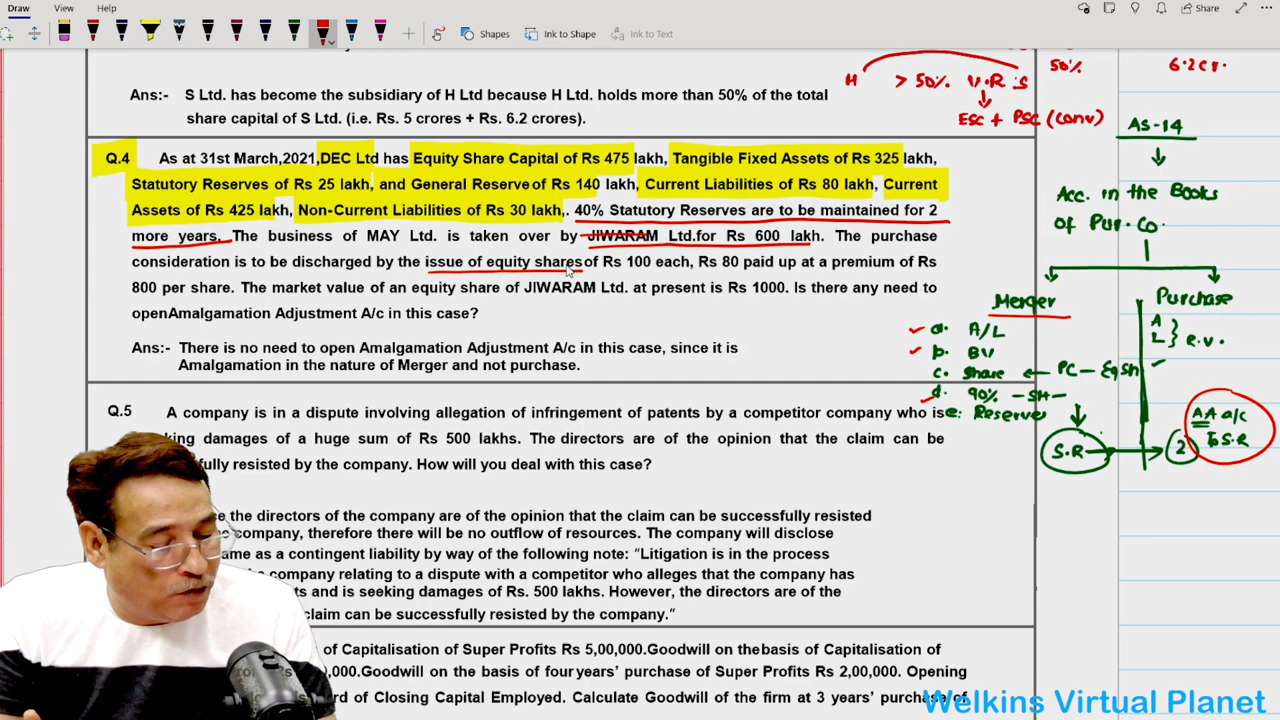 Draw View Help
Share
Shapes Ink to Shape Ink to Text
H > 50% V.R is
ESC + PSC (conv)
50% 6.2 cr.
Ans:- S Ltd. has become the subsidiary of H Ltd because H Ltd. holds more than 50% of the total
share capital of S Ltd. (i.e. Rs. 5 crores + Rs. 6.2 crores).
Q.4 As at 31st March,2021,DEC Ltd has Equity Share Capital of Rs 475 lakh, Tangible Fixed Assets of Rs 325 lakh,
Statutory Reserves of Rs 25 lakh, and General Reserve of Rs 140 lakh, Current Liabilities of Rs 80 lakh, Current
Assets of Rs 425 lakh, Non-Current Liabilities of Rs 30 lakh,. 40% Statutory Reserves are to be maintained for 2
more years. The business of MAY Ltd. is taken over by JIWARAM Ltd.for Rs 600 lakh. The purchase
consideration is to be discharged by the issue of equity shares of Rs 100 each, Rs 80 paid up at a premium of Rs
800 per share. The market value of an equity share of JIWARAM Ltd. at present is Rs 1000. Is there any need to
openAmalgamation Adjustment A/c in this case?
Ans:- There is no need to open Amalgamation Adjustment A/c in this case, since it is
Amalgamation in the nature of Merger and not purchase.
AS-14
Acc. in the Books
of Pur. Co.
Merger Purchase
a. A/L
b. BV
c. Share ← PC - Eq Sh
d. 90% - SH -
e. Reserves
A
L } R.V.
S.R → 2
AA a/c
To S.R
Q.5 A company is in a dispute involving allegation of infringement of patents by a competitor company who is
king damages of a huge sum of Rs 500 lakhs. The directors are of the opinion that the claim can be
fully resisted by the company. How will you deal with this case?
se the directors of the company are of the opinion that the claim can be successfully resisted
e company, therefore there will be no outflow of resources. The company will disclose
ame as a contingent liability by way of the following note: “Litigation is in the process
company relating to a dispute with a competitor who alleges that the company has
ts and is seeking damages of Rs. 500 lakhs. However, the directors are of the
claim can be successfully resisted by the company.”
of Capitalisation of Super Profits Rs 5,00,000.Goodwill on the basis of Capitalisation of
,000.Goodwill on the basis of four years’ purchase of Super Profits Rs 2,00,000. Opening
rd of Closing Capital Employed. Calculate Goodwill of the firm at 3 years’ purchase of
Welkins Virtual Planet